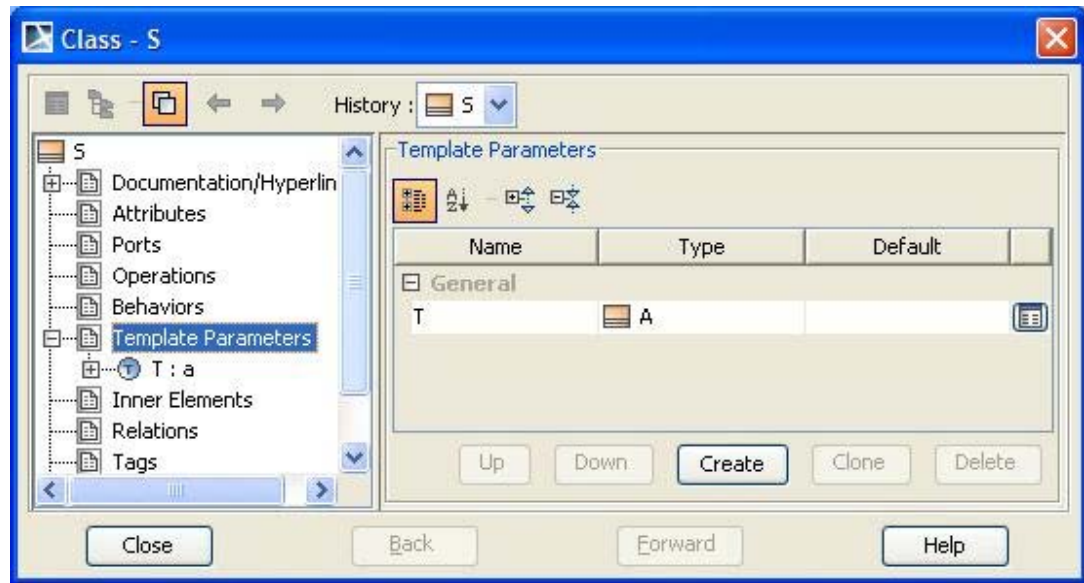 Class - S
History : S
S
Documentation/Hyperlin
Attributes
Ports
Operations
Behaviors
Template Parameters
T : a
Inner Elements
Relations
Tags
Template Parameters
Name Type Default
General
T A
Up Down Create Clone Delete
Close Back Forward Help